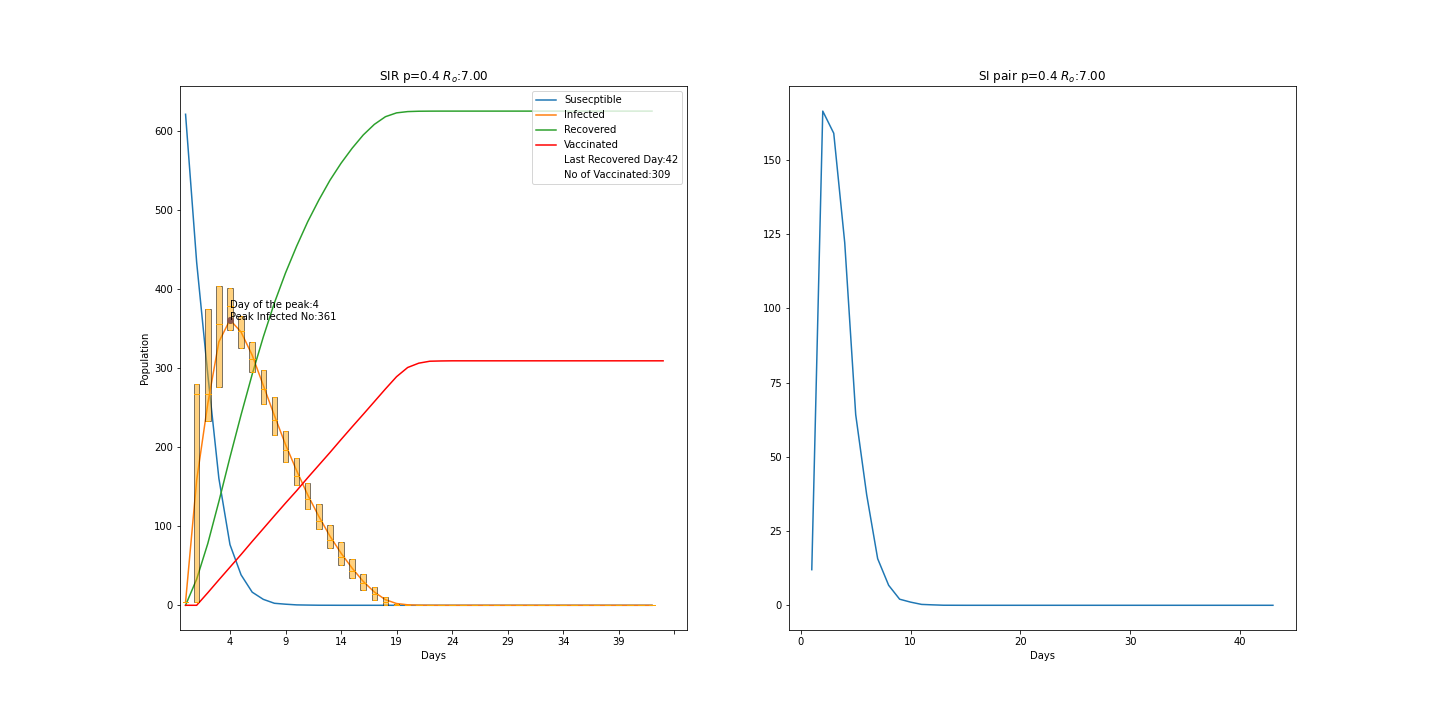 SIR p=0.4 Ro:7.00
Susecptible
Infected
Recovered
Vaccinated
Last Recovered Day:42
No of Vaccinated:309
600
500
400
300
200
100
0
Population
Day of the peak:4
Peak Infected No:361
4 9 14 19 24 29 34 39
Days
SI pair p=0.4 Ro:7.00
150
125
100
75
50
25
0
0 10 20 30 40
Days